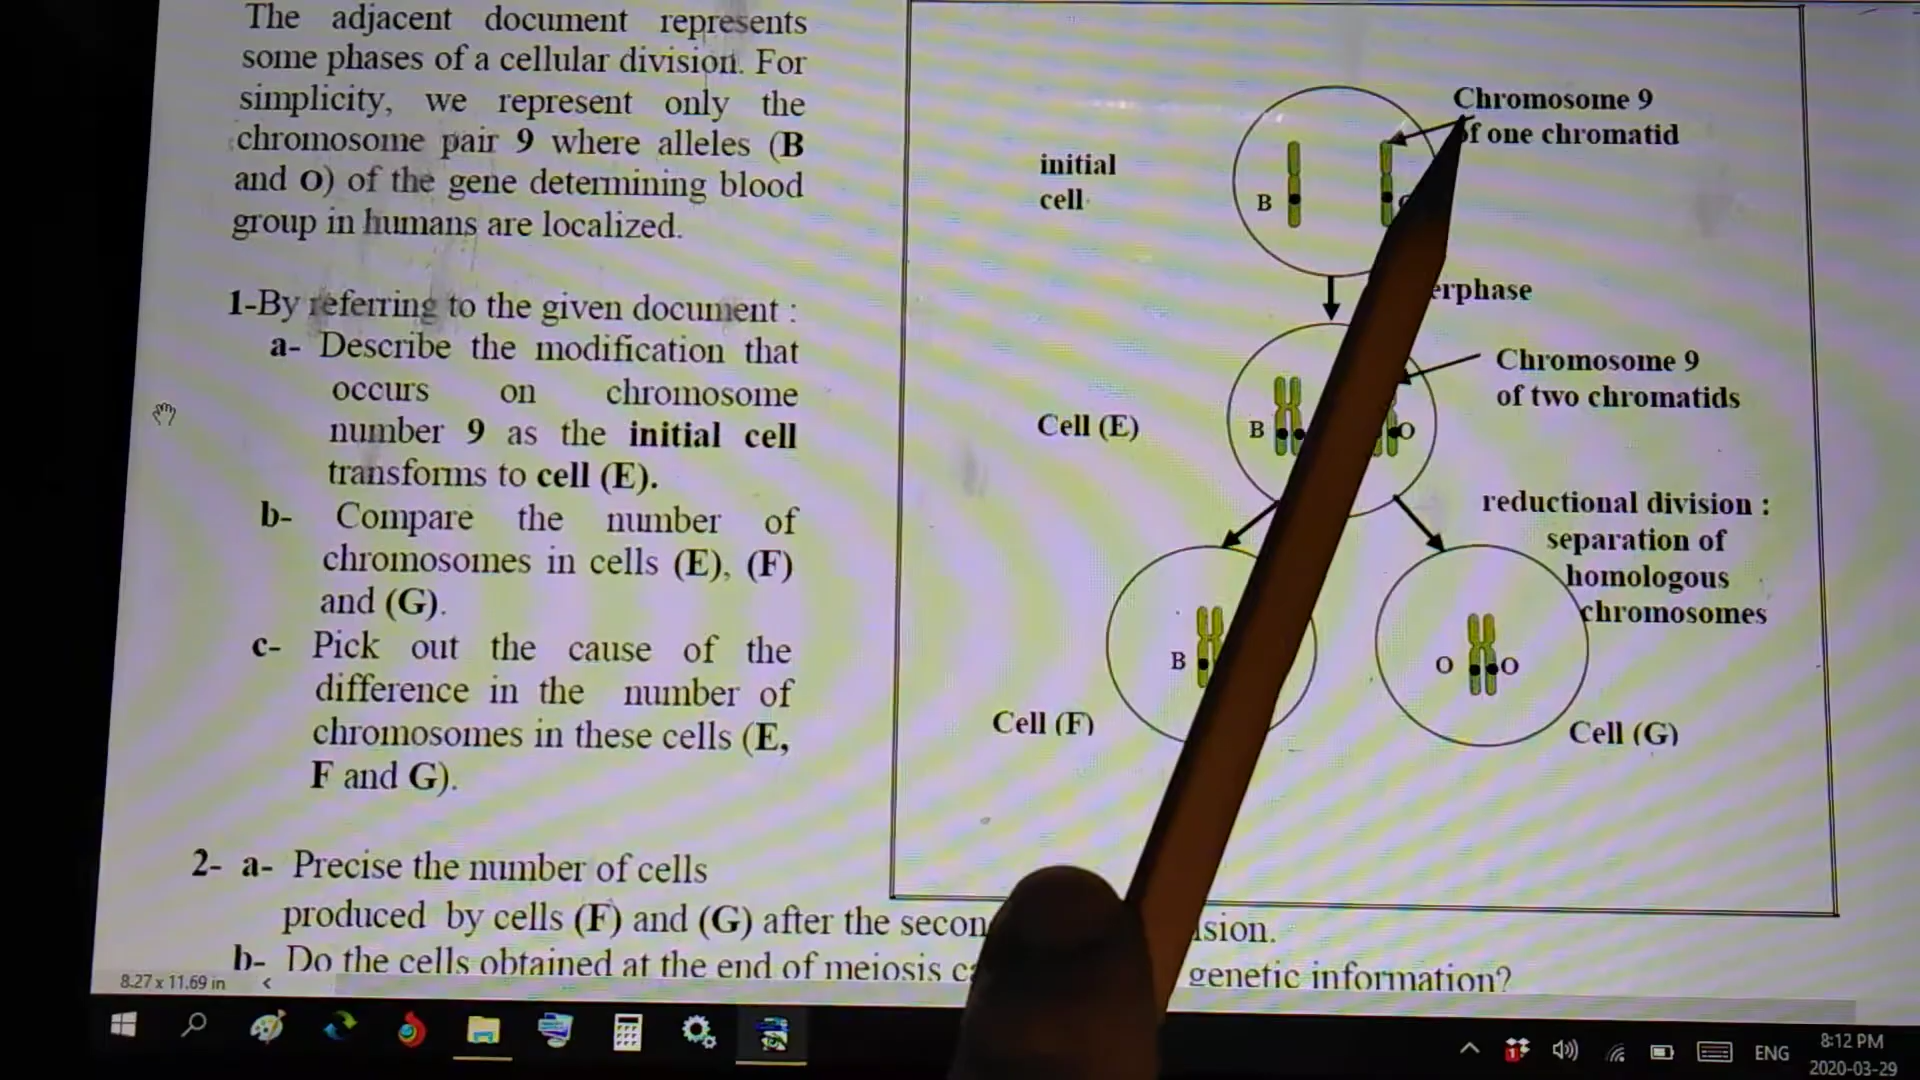 The adjacent document represents
some phases of a cellular division. For
simplicity, we represent only the
chromosome pair 9 where alleles (B
and O) of the gene determining blood
group in humans are localized.
1-By referring to the given document :
a- Describe the modification that
occurs on chromosome
number 9 as the initial cell
transforms to cell (E).
b- Compare the number of
chromosomes in cells (E), (F)
and (G).
c- Pick out the cause of the
difference in the number of
chromosomes in these cells (E,
F and G).
2- a- Precise the number of cells
produced by cells (F) and (G) after the
b- Do the cells obtained at the end of meiosis
genetic information?
Chromosome 9
of one chromatid
initial
cell
B
Chromosome 9
of two chromatids
Cell (E)
B
O
reductional division :
separation of
homologous
chromosomes
B
O
O
Cell (F)
Cell (G)
8.27 x 11.69 in
<
ENG
8:12 PM
2020-03-29